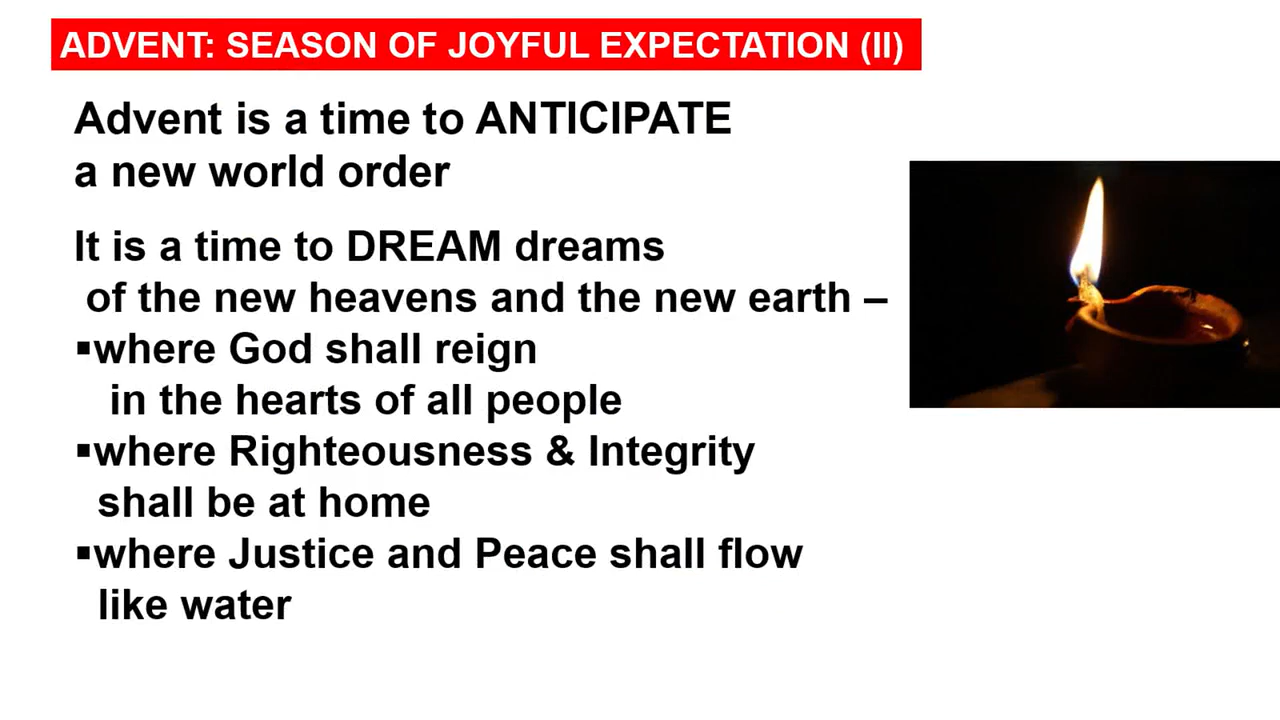 ADVENT: SEASON OF JOYFUL EXPECTATION (II)
Advent is a time to ANTICIPATE
a new world order
It is a time to DREAM dreams
of the new heavens and the new earth –
▪where God shall reign
in the hearts of all people
▪where Righteousness & Integrity
shall be at home
▪where Justice and Peace shall flow
like water